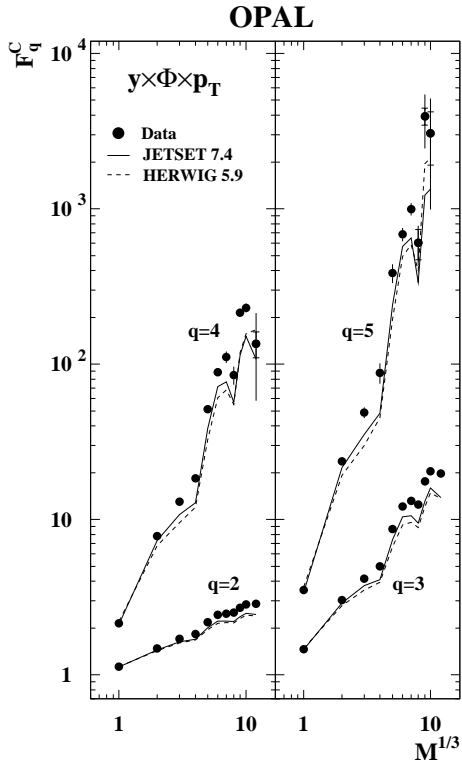 OPAL
F_q^C
y×Φ×p_T
Data
JETSET 7.4
HERWIG 5.9
10^4
10^3
10^2
10
1
q=4
q=5
q=2
q=3
1
10
1
10
M^{1/3}